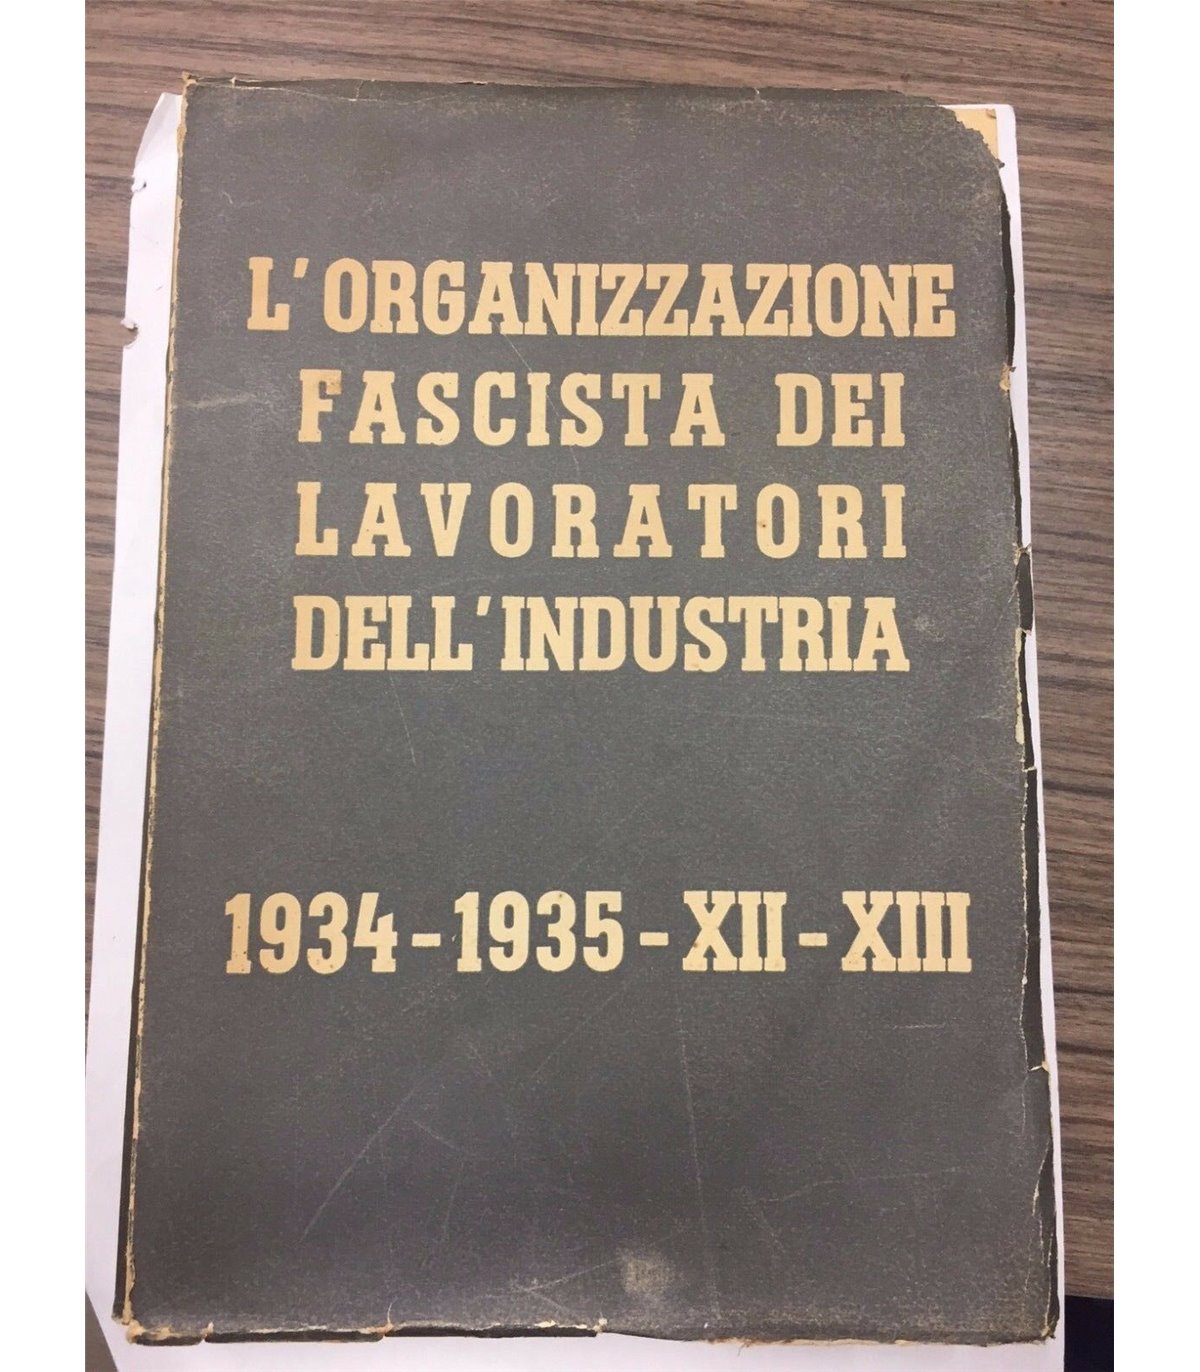 L'ORGANIZZAZIONE
FASCISTA DEI
LAVORATORI
DELL'INDUSTRIA
1934-1935-XII-XIII